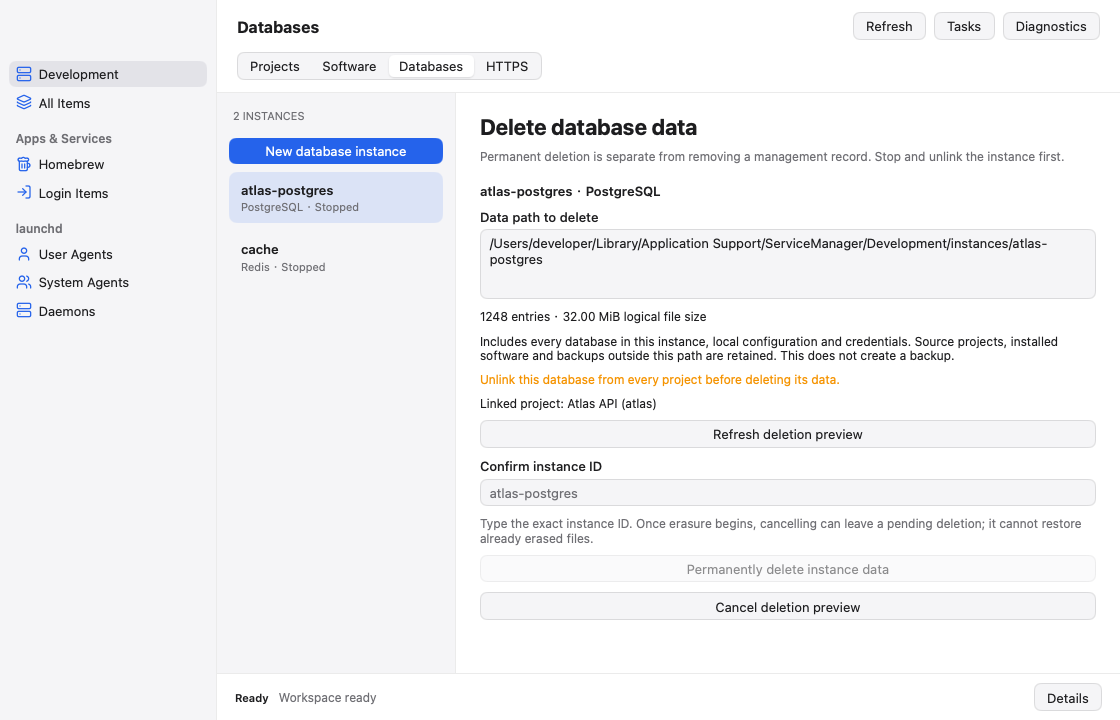 Databases
Refresh
Tasks
Diagnostics
Projects
Software
Databases
HTTPS
Development
All Items
Apps & Services
Homebrew
Login Items
launchd
User Agents
System Agents
Daemons
2 INSTANCES
New database instance
atlas-postgres
PostgreSQL · Stopped
cache
Redis · Stopped
Delete database data
Permanent deletion is separate from removing a management record. Stop and unlink the instance first.
atlas-postgres · PostgreSQL
Data path to delete
/Users/developer/Library/Application Support/ServiceManager/Development/instances/atlas-
postgres
1248 entries · 32.00 MiB logical file size
Includes every database in this instance, local configuration and credentials. Source projects, installed
software and backups outside this path are retained. This does not create a backup.
Unlink this database from every project before deleting its data.
Linked project: Atlas API (atlas)
Refresh deletion preview
Confirm instance ID
atlas-postgres
Type the exact instance ID. Once erasure begins, cancelling can leave a pending deletion; it cannot restore
already erased files.
Permanently delete instance data
Cancel deletion preview
Ready
Workspace ready
Details